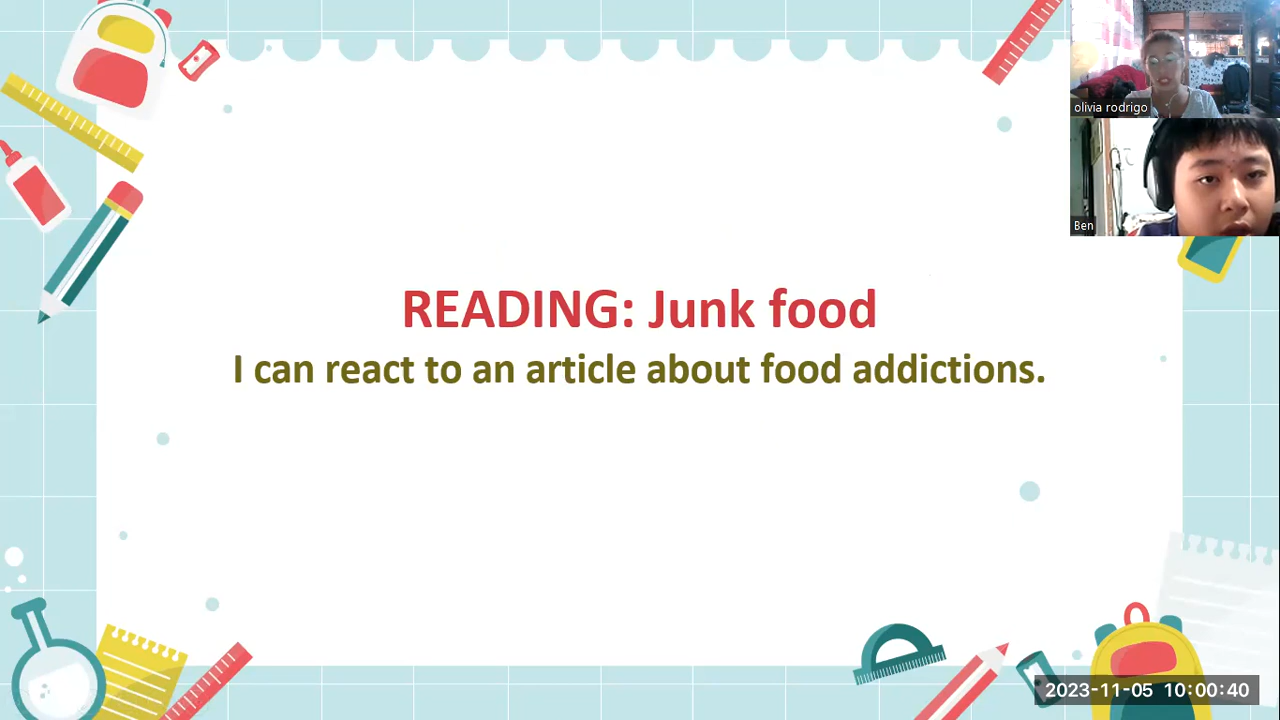 olivia rodrigo
Ben
READING: Junk food
I can react to an article about food addictions.
2023-11-05 10:00:40